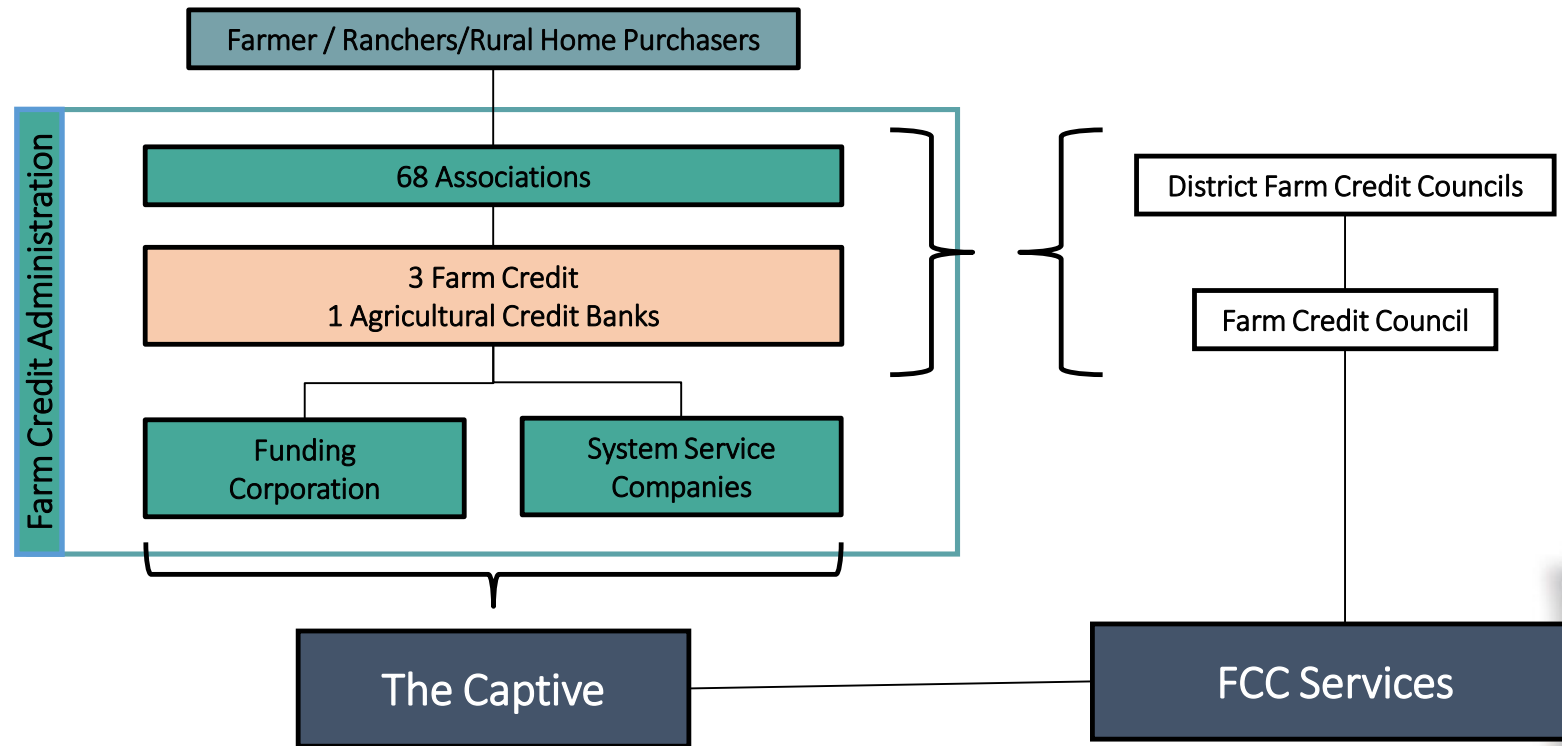 Farmer / Ranchers/Rural Home Purchasers
Farm Credit Administration
68 Associations
3 Farm Credit
1 Agricultural Credit Banks
Funding
Corporation
System Service
Companies
District Farm Credit Councils
Farm Credit Council
The Captive
FCC Services